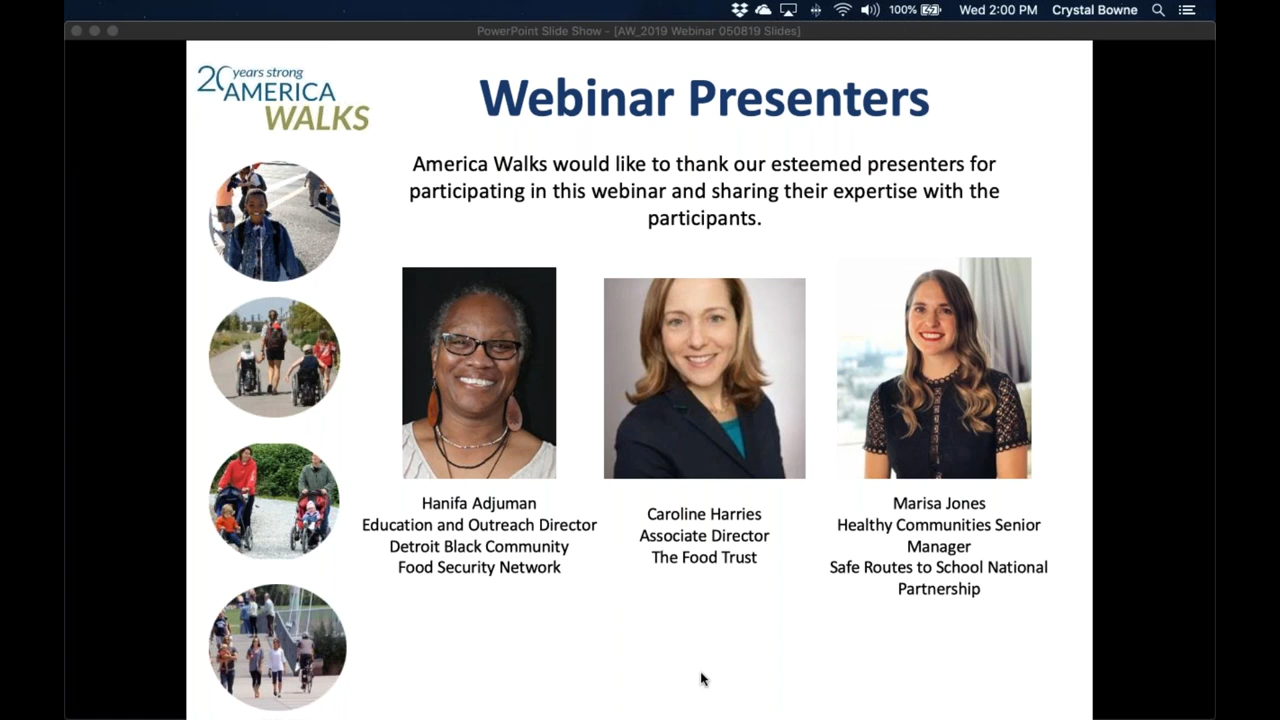 100% Wed 2:00 PM Crystal Bowne
PowerPoint Slide Show - [AW_2019 Webinar 050819 Slides]
20 years strong
AMERICA
WALKS
Webinar Presenters
America Walks would like to thank our esteemed presenters for
participating in this webinar and sharing their expertise with the
participants.
Hanifa Adjuman
Education and Outreach Director
Detroit Black Community
Food Security Network
Caroline Harries
Associate Director
The Food Trust
Marisa Jones
Healthy Communities Senior
Manager
Safe Routes to School National
Partnership